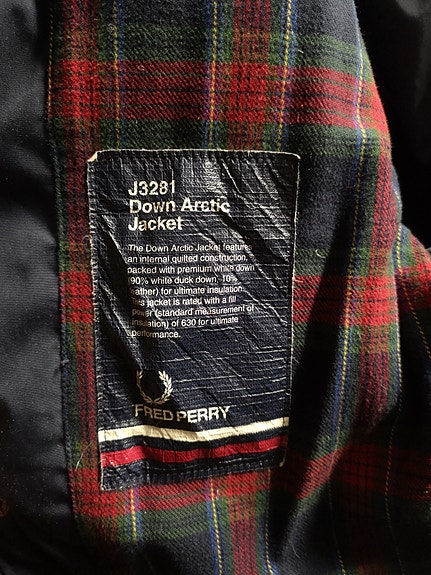 J3281
Down Arctic
Jacket
The Down Arctic Jacket features
an internal quilted construction,
packed with premium white down
(90% white duck down, 10%
feather) for ultimate insulation.
This jacket is rated with a fill
power (standard measurement of
insulation) of 630 for ultimate
performance.
FRED PERRY